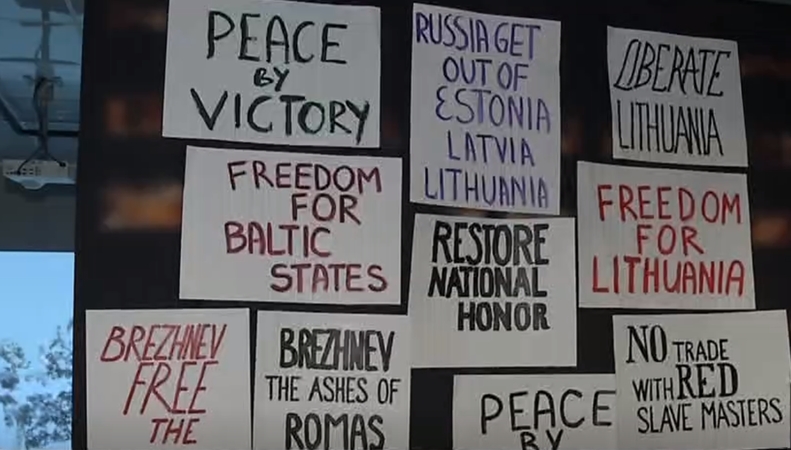 PEACE
BY
VICTORY
RUSSIA GET
OUT OF
ESTONIA
LATVIA
LITHUANIA
LIBERATE
LITHUANIA
FREEDOM
FOR
BALTIC
STATES
RESTORE
NATIONAL
HONOR
FREEDOM
FOR
LITHUANIA
BREZHNEV
FREE
THE
BREZHNEV
THE ASHES OF
ROMAS
PEACE
BY
NO TRADE
WITH RED
SLAVE MASTERS